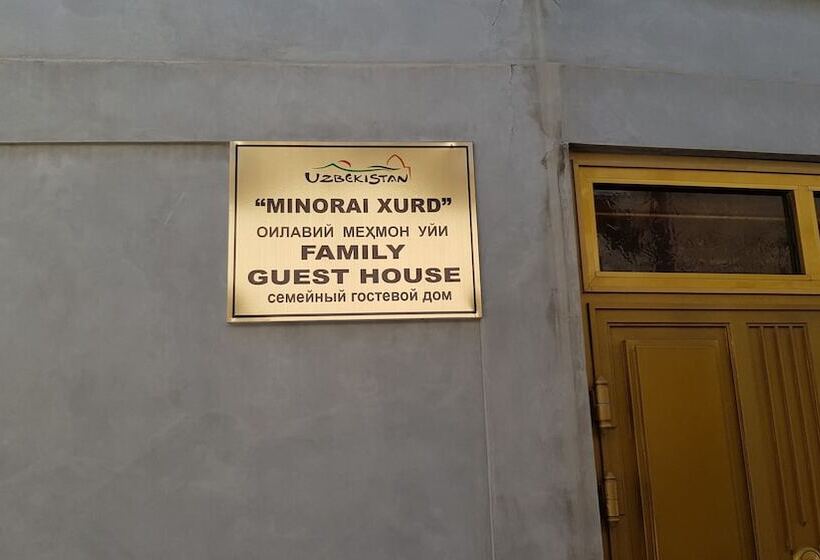 UZBEKISTAN
"MINORAI XURD"
ОИЛАВИЙ МЕҲМОН УЙИ
FAMILY
GUEST HOUSE
СЕМЕЙНЫЙ ГОСТЕВОЙ ДОМ